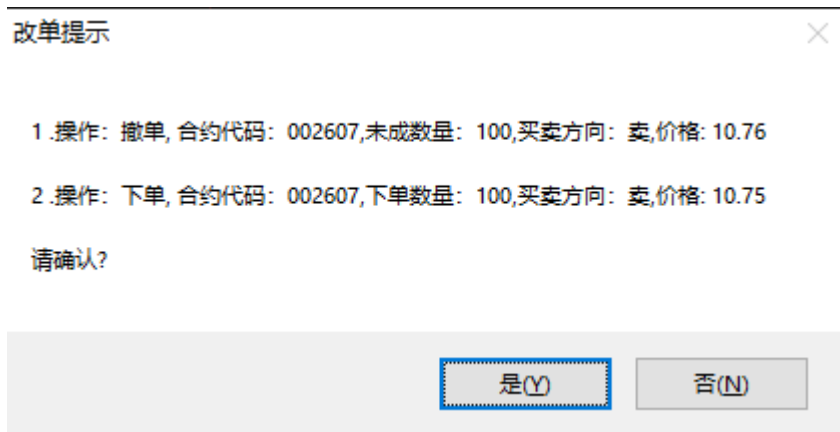 改单提示
1 .操作：撤单, 合约代码：002607,未成数量：100,买卖方向：卖,价格: 10.76
2 .操作：下单, 合约代码：002607,下单数量：100,买卖方向：卖,价格: 10.75
请确认?
是(Y) 否(N)